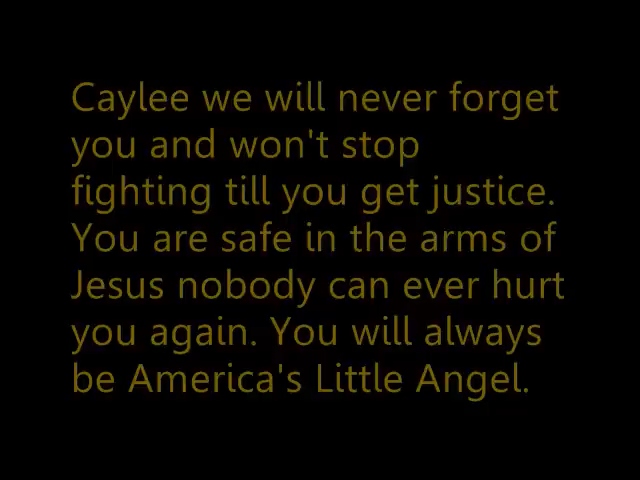 Caylee we will never forget
you and won't stop
fighting till you get justice.
You are safe in the arms of
Jesus nobody can ever hurt
you again. You will always
be America's Little Angel.